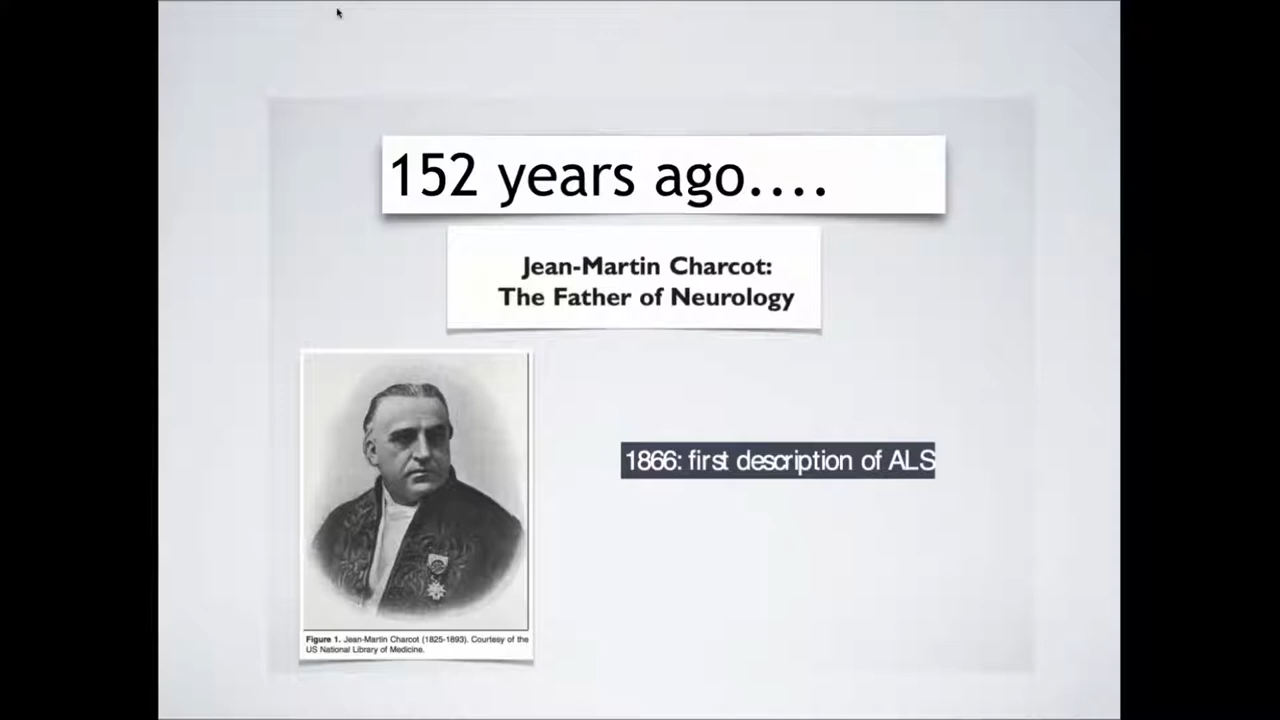 152 years ago....
Jean-Martin Charcot:
The Father of Neurology
1866: first description of ALS
Figure 1. Jean-Martin Charcot (1825-1893). Courtesy of the
US National Library of Medicine.